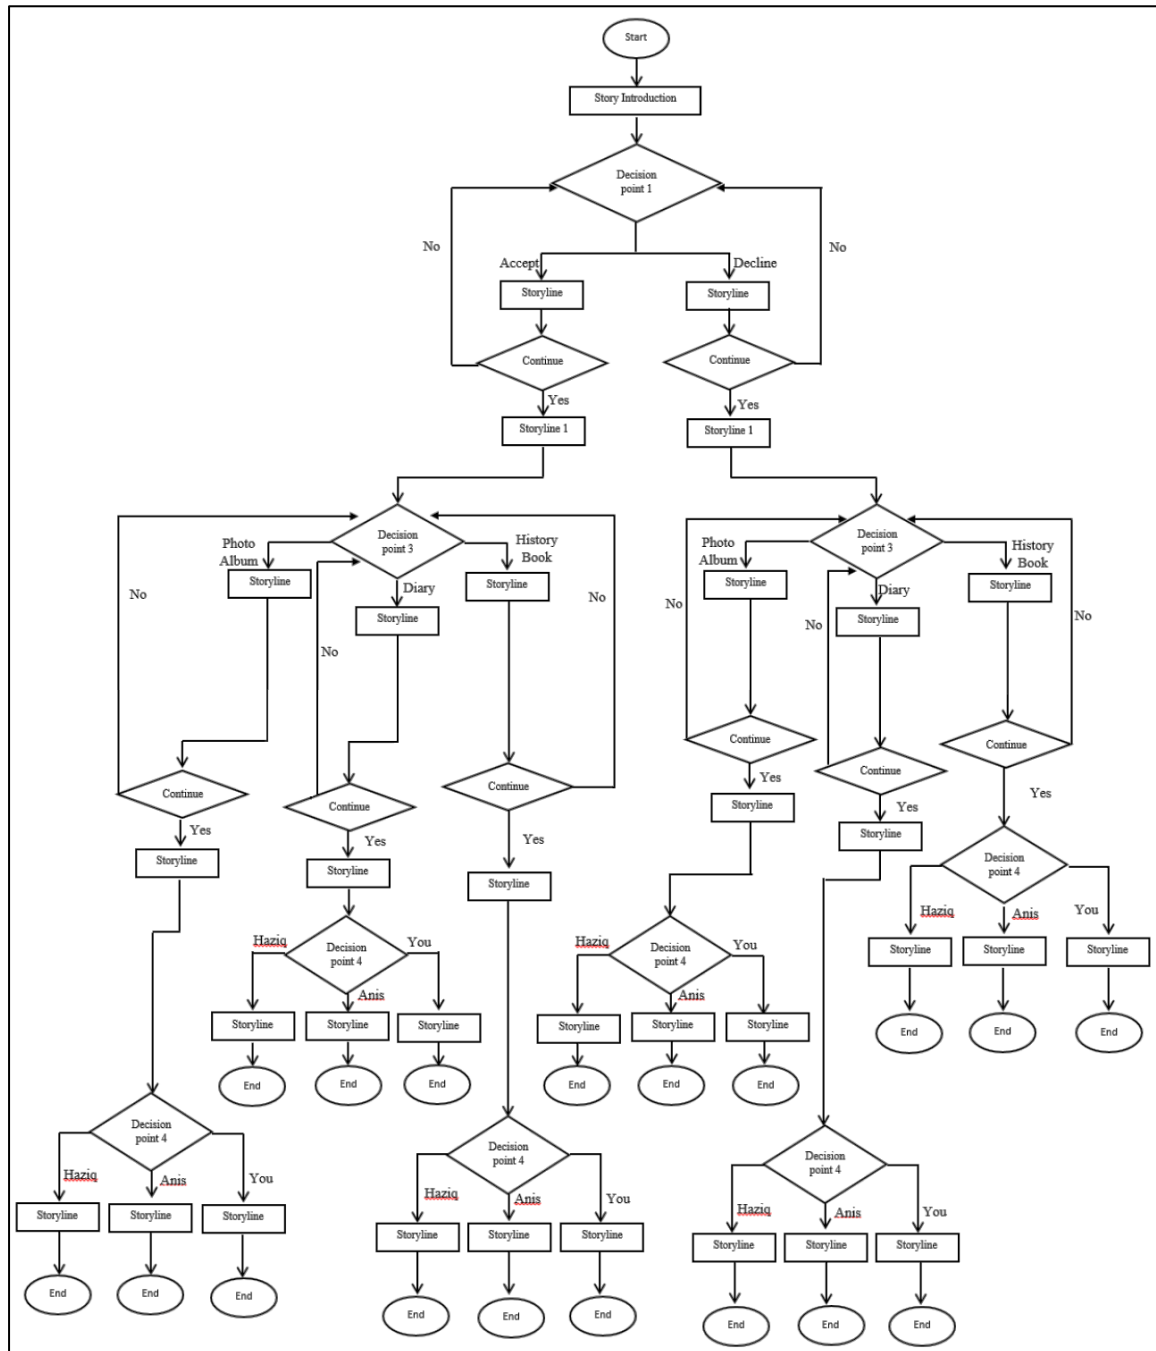 Start
Story Introduction
Decision
point 1
No
No
Accept
Decline
Storyline
Storyline
Continue
Continue
Yes
Yes
Storyline 1
Storyline 1
Photo
Album
Decision
point 3
History
Book
Photo
Album
Decision
point 3
History
Book
Storyline
Storyline
Storyline
Storyline
Diary
Diary
No
No
No
No
No
No
Storyline
Storyline
Continue
Continue
Continue
Continue
Continue
Continue
Yes
Yes
Yes
Yes
Yes
Yes
Storyline
Storyline
Storyline
Storyline
Storyline
Decision
point 4
Haziq
Anis
You
Storyline
Storyline
Storyline
End
End
End
Haziq
Decision
point 4
You
Anis
Storyline
Storyline
Storyline
End
End
End
Haziq
Decision
point 4
You
Anis
Storyline
Storyline
Storyline
End
End
End
Decision
point 4
Haziq
Anis
You
Storyline
Storyline
Storyline
End
End
End
Decision
point 4
Haziq
Anis
You
Storyline
Storyline
Storyline
End
End
End
Decision
point 4
Haziq
Anis
You
Storyline
Storyline
Storyline
End
End
End